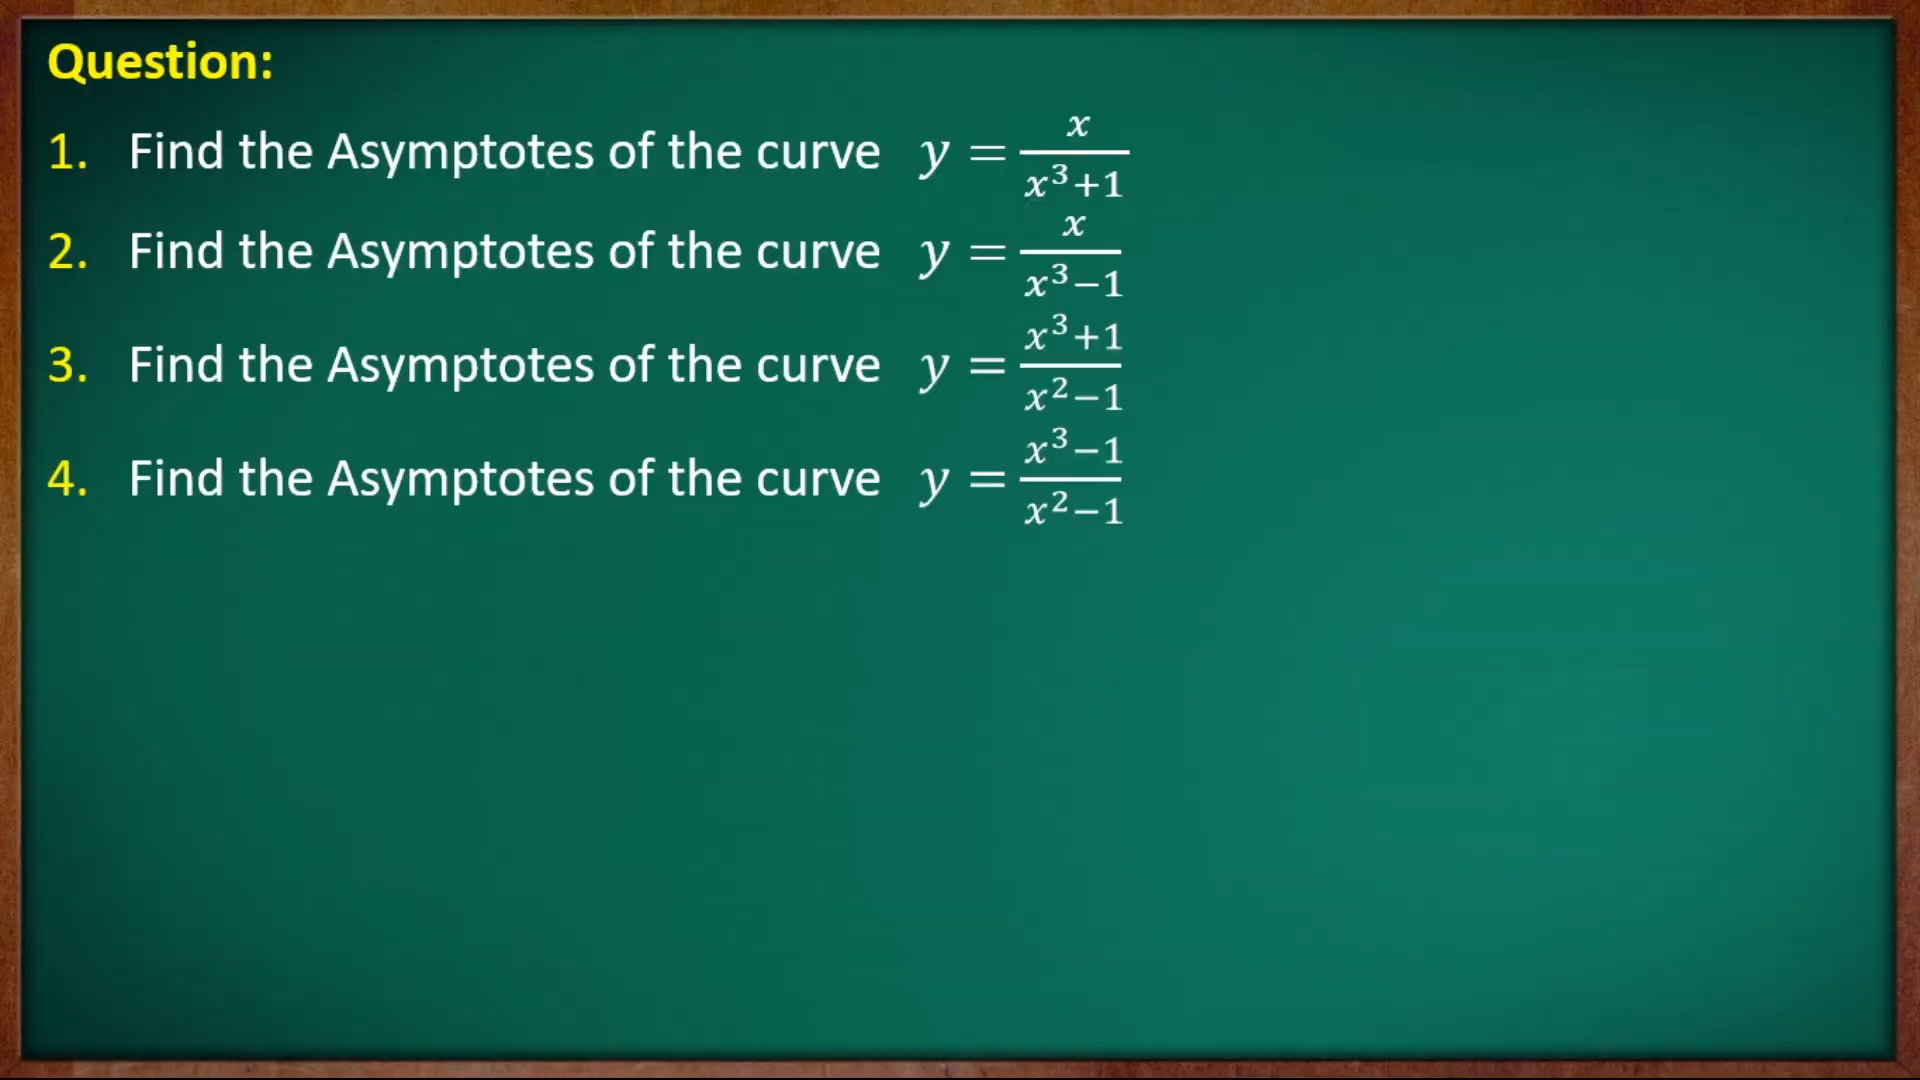 Question:
1. Find the Asymptotes of the curve y = x/(x³+1)
2. Find the Asymptotes of the curve y = x/(x³−1)
3. Find the Asymptotes of the curve y = (x³+1)/(x²−1)
4. Find the Asymptotes of the curve y = (x³−1)/(x²−1)